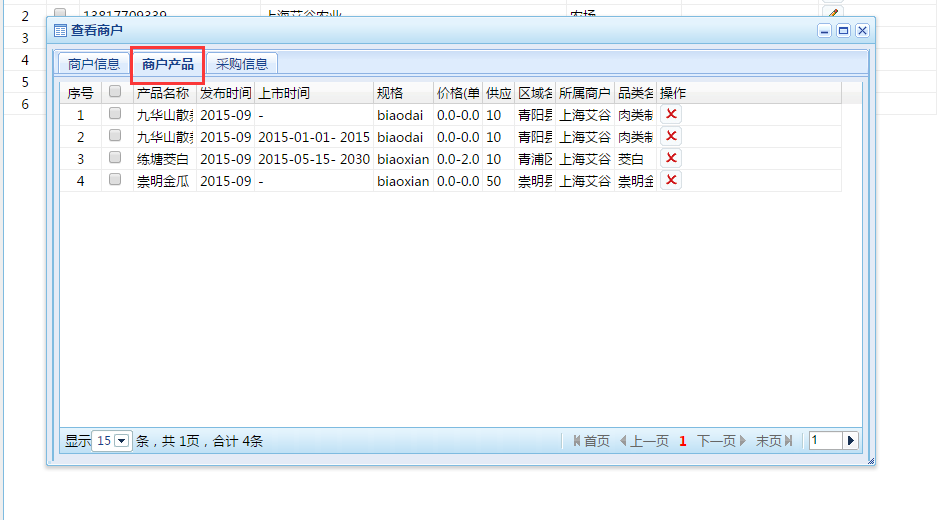 2 13817709339 上海艾谷农业 农场
查看商户
3
4
5
6
商户信息 商户产品 采购信息
序号 产品名称 发布时间 上市时间 规格 价格(单 供应 区域名 所属商户 品类名 操作
1 九华山散 2015-09 - biaodai 0.0-0.0 10 青阳县 上海艾谷 肉类制
2 九华山散 2015-09 2015-01-01- 2015 biaodai 0.0-0.0 10 青阳县 上海艾谷 肉类制
3 练塘茭白 2015-09 2015-05-15- 2030 biaoxian 0.0-2.0 10 青浦区 上海艾谷 茭白
4 崇明金瓜 2015-09 - biaoxian 0.0-0.0 50 崇明县 上海艾谷 崇明金
显示 15 条，共 1页，合计 4条 首页 上一页 1 下一页 末页 1